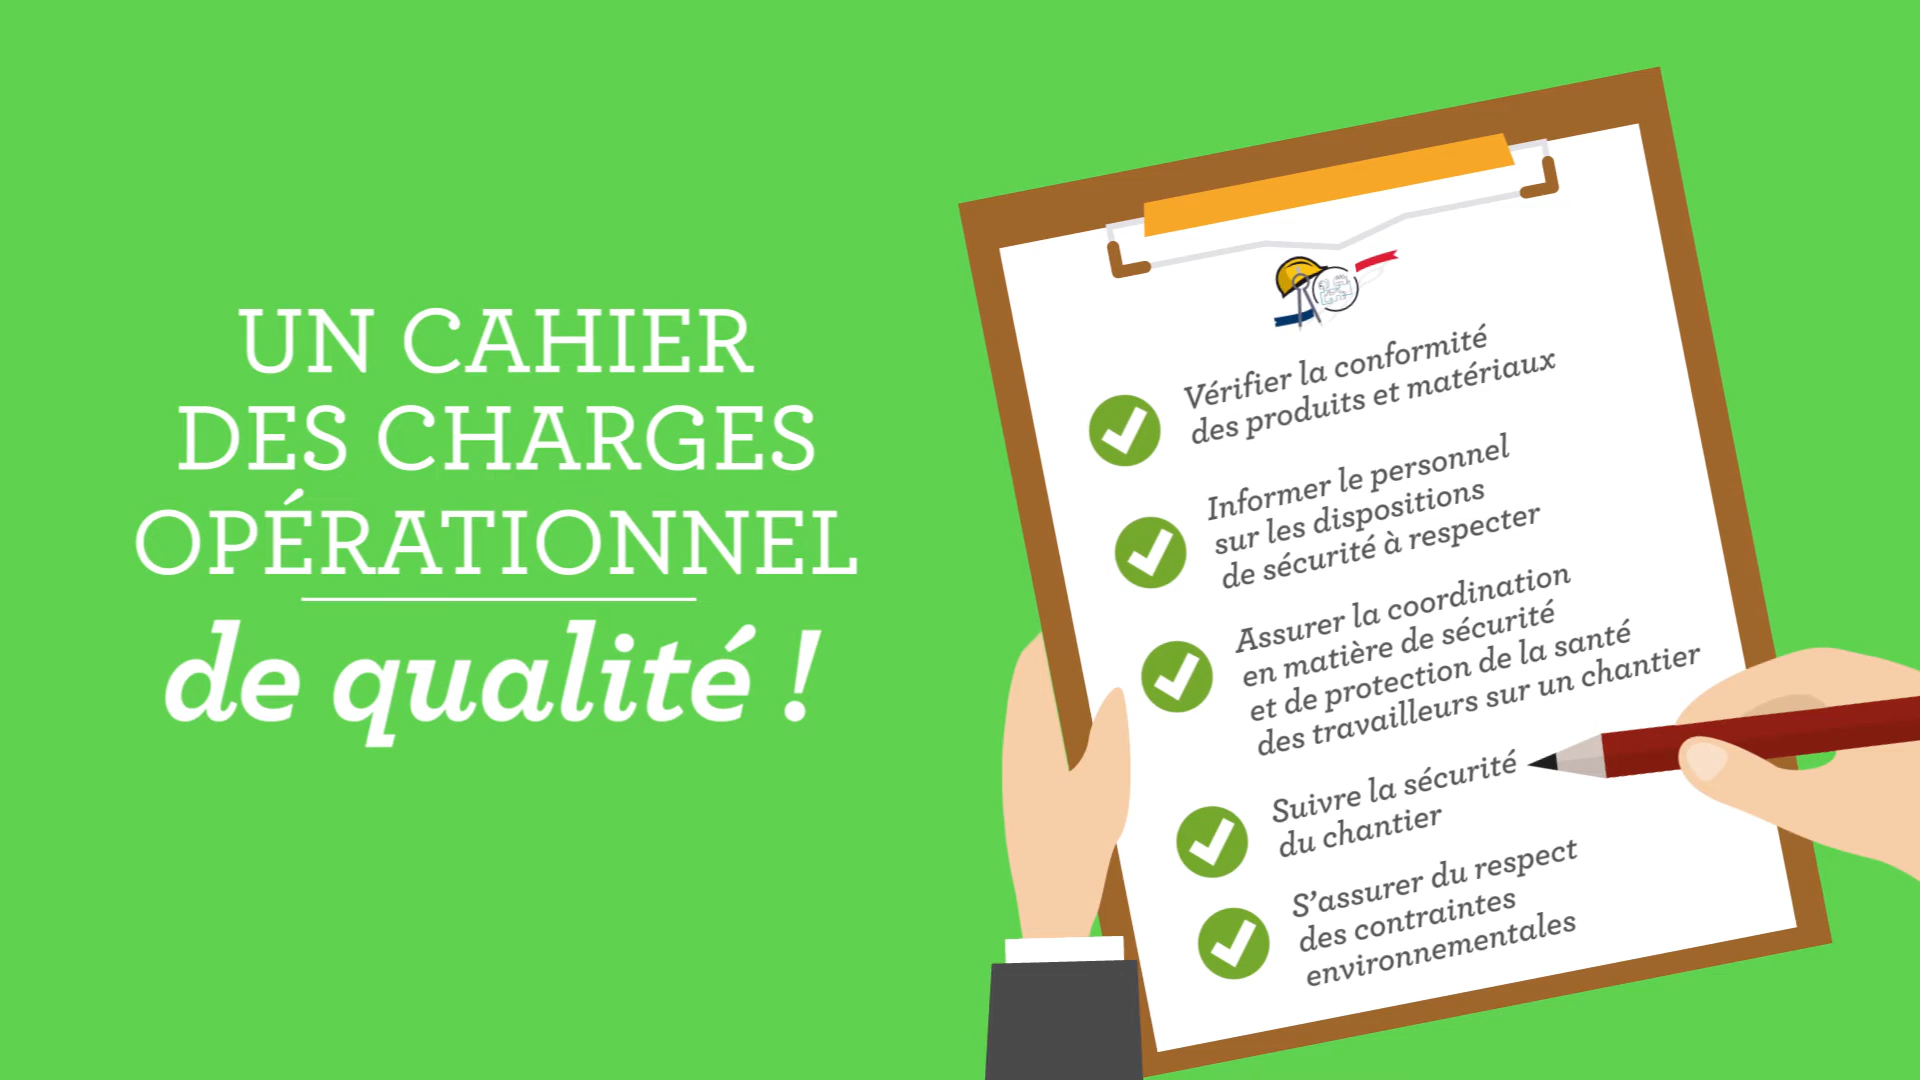 UN CAHIER
DES CHARGES
OPÉRATIONNEL
de qualité !
Vérifier la conformité
des produits et matériaux
Informer le personnel
sur les dispositions
de sécurité à respecter
Assurer la coordination
en matière de sécurité
et de protection de la santé
des travailleurs sur un chantier
Suivre la sécurité
du chantier
S’assurer du respect
des contraintes
environnementales